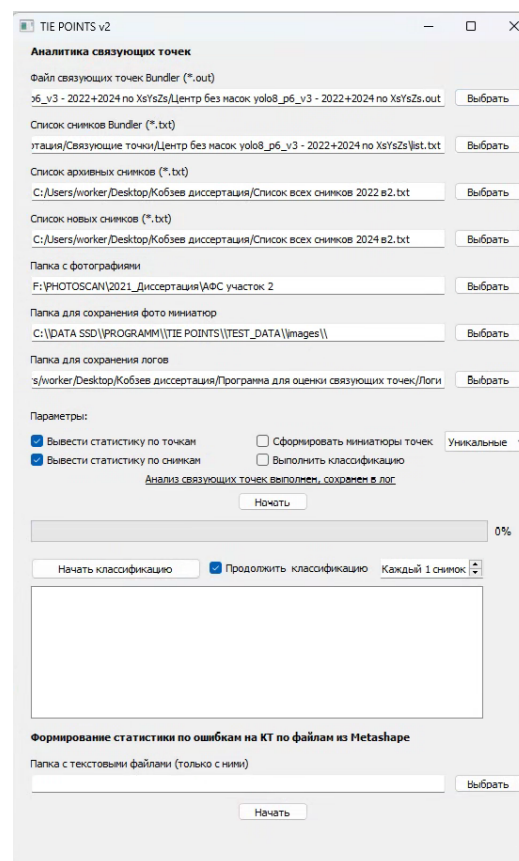 TIE POINTS v2
Аналитика связующих точек
Файл связующих точек Bundler (*.out)
р6_v3 - 2022+2024 по XsYsZs/Центр без масок yolo8_p6_v3 - 2022+2024 по XsYsZs.out Выбрать
Список снимков Bundler (*.txt)
тация/Связующие точки/Центр без масок yolo8_p6_v3 - 2022+2024 по XsYsZs\list.txt Выбрать
Список архивных снимков (*.txt)
C:/Users/worker/Desktop/Кобзев диссертация/Список всех снимков 2022 в2.txt Выбрать
Список новых снимков (*.txt)
C:/Users/worker/Desktop/Кобзев диссертация/Список всех снимков 2024 в2.txt Выбрать
Папка с фотографиями
F:\PHOTOSCAN\2021_Диссертация\АФС участок 2 Выбрать
Папка для сохранения фото миниатюр
C:\\DATA SSD\\PROGRAMM\\TIE POINTS\\TEST_DATA\\images\\ Выбрать
Папка для сохранения логов
rs/worker/Desktop/Кобзев диссертация/Программа для оценки связующих точек/Логи Выбрать
Параметры:
Вывести статистику по точкам Сформировать миниатюры точек Уникальные
Вывести статистику по снимкам Выполнить классификацию
Анализ связующих точек выполнен, сохранен в лог
Начать
0%
Начать классификацию Продолжить классификацию Каждый 1 снимок
Формирование статистики по ошибкам на КТ по файлам из Metashape
Папка с текстовыми файлами (только с ними)
Выбрать
Начать